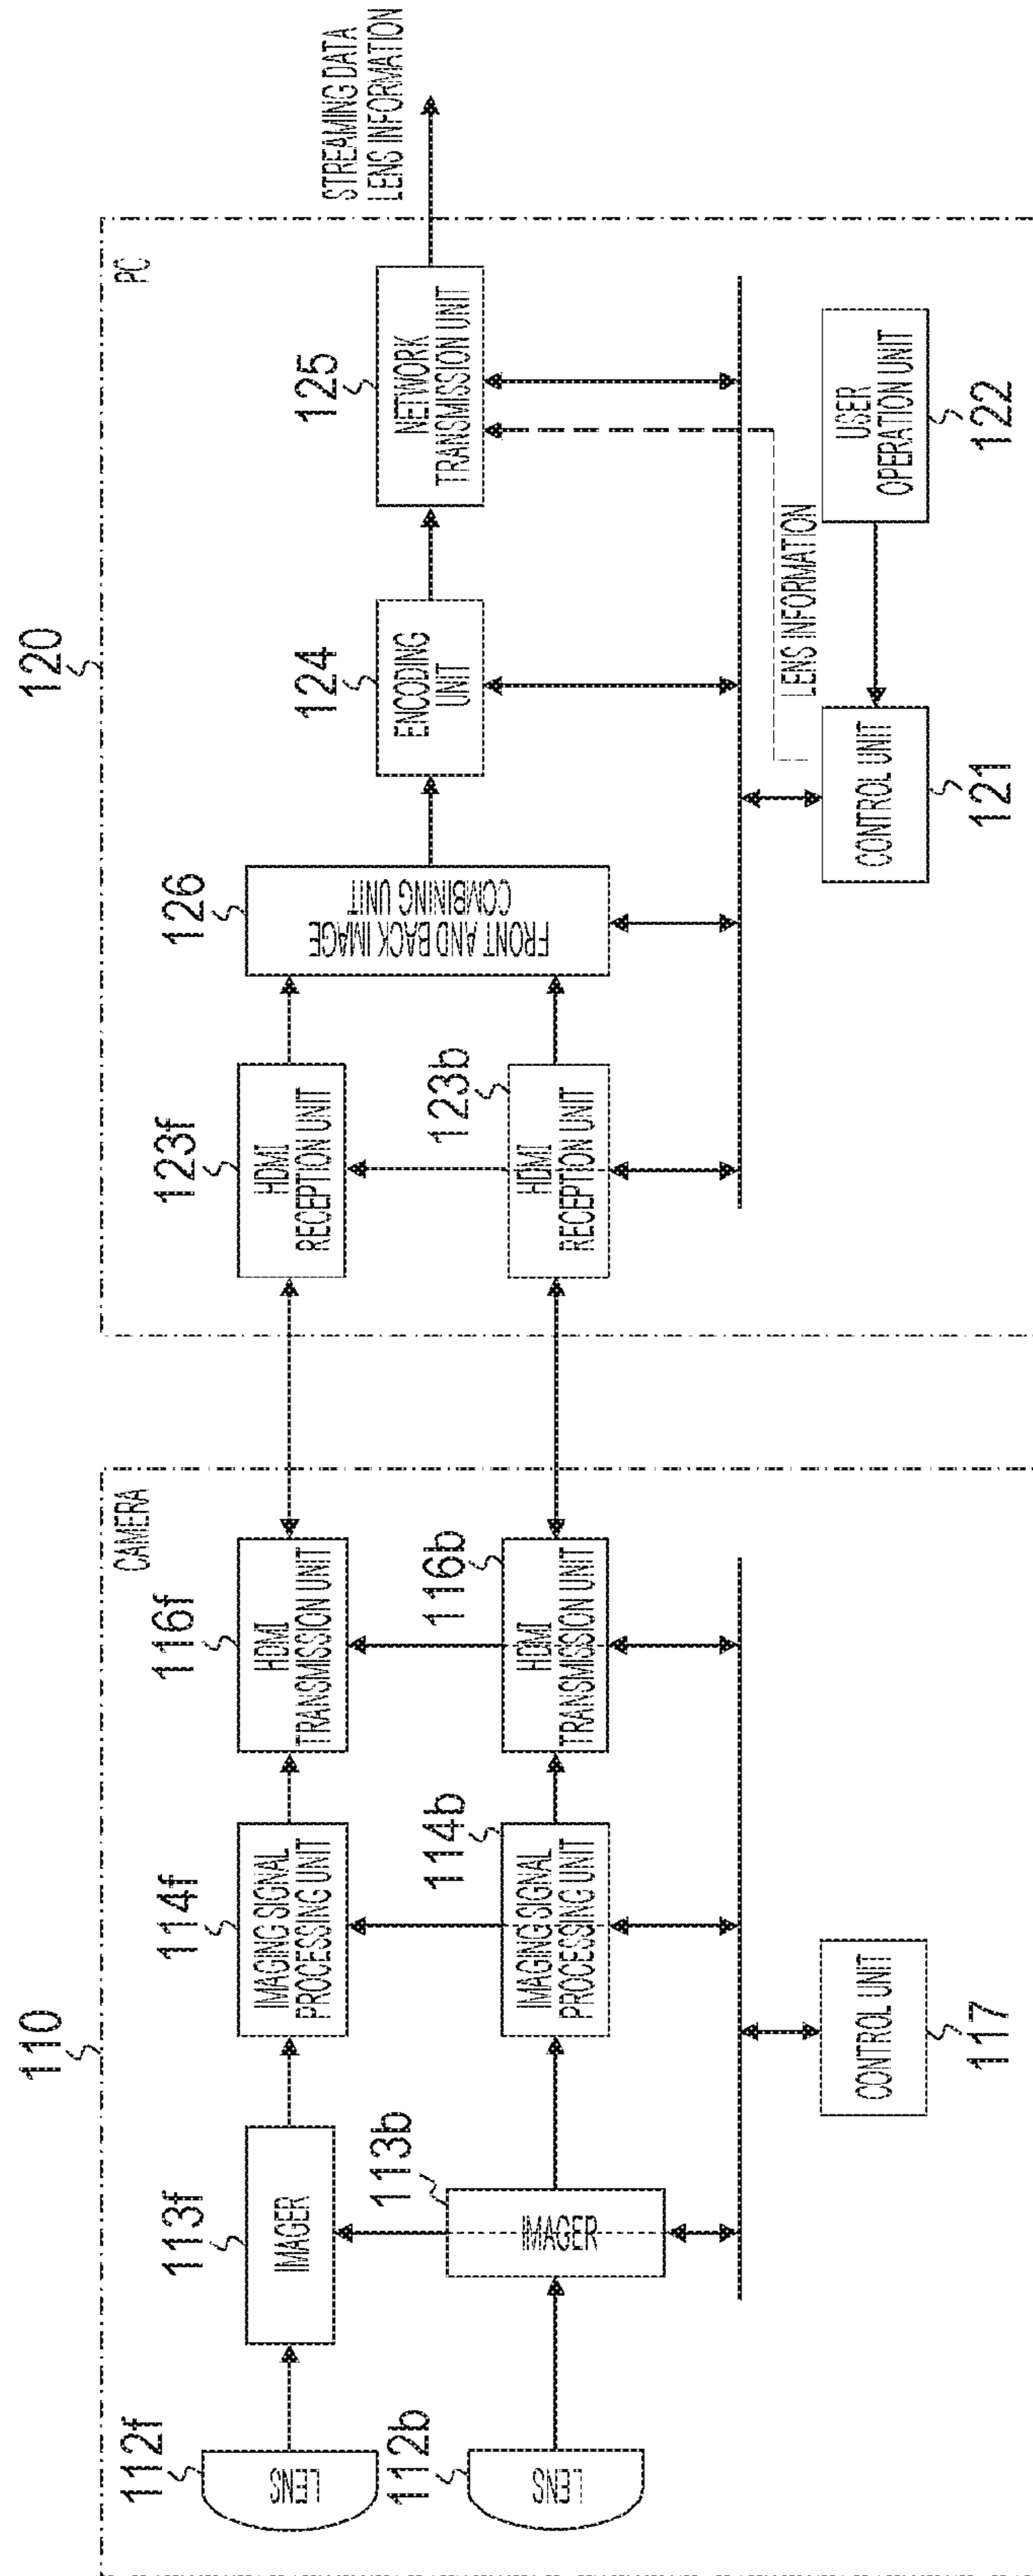 110
CAMERA
112f
LENS
113f
IMAGER
114f
IMAGING SIGNAL
PROCESSING UNIT
116f
HDMI
TRANSMISSION UNIT
112b
LENS
113b
IMAGER
114b
IMAGING SIGNAL
PROCESSING UNIT
116b
HDMI
TRANSMISSION UNIT
CONTROL UNIT
117
120
PC
123f
HDMI
RECEPTION UNIT
123b
HDMI
RECEPTION UNIT
126
FRONT AND BACK IMAGE
COMBINING UNIT
124
ENCODING
UNIT
125
NETWORK
TRANSMISSION UNIT
STREAMING DATA
LENS INFORMATION
LENS INFORMATION
CONTROL UNIT
121
USER
OPERATION UNIT
122